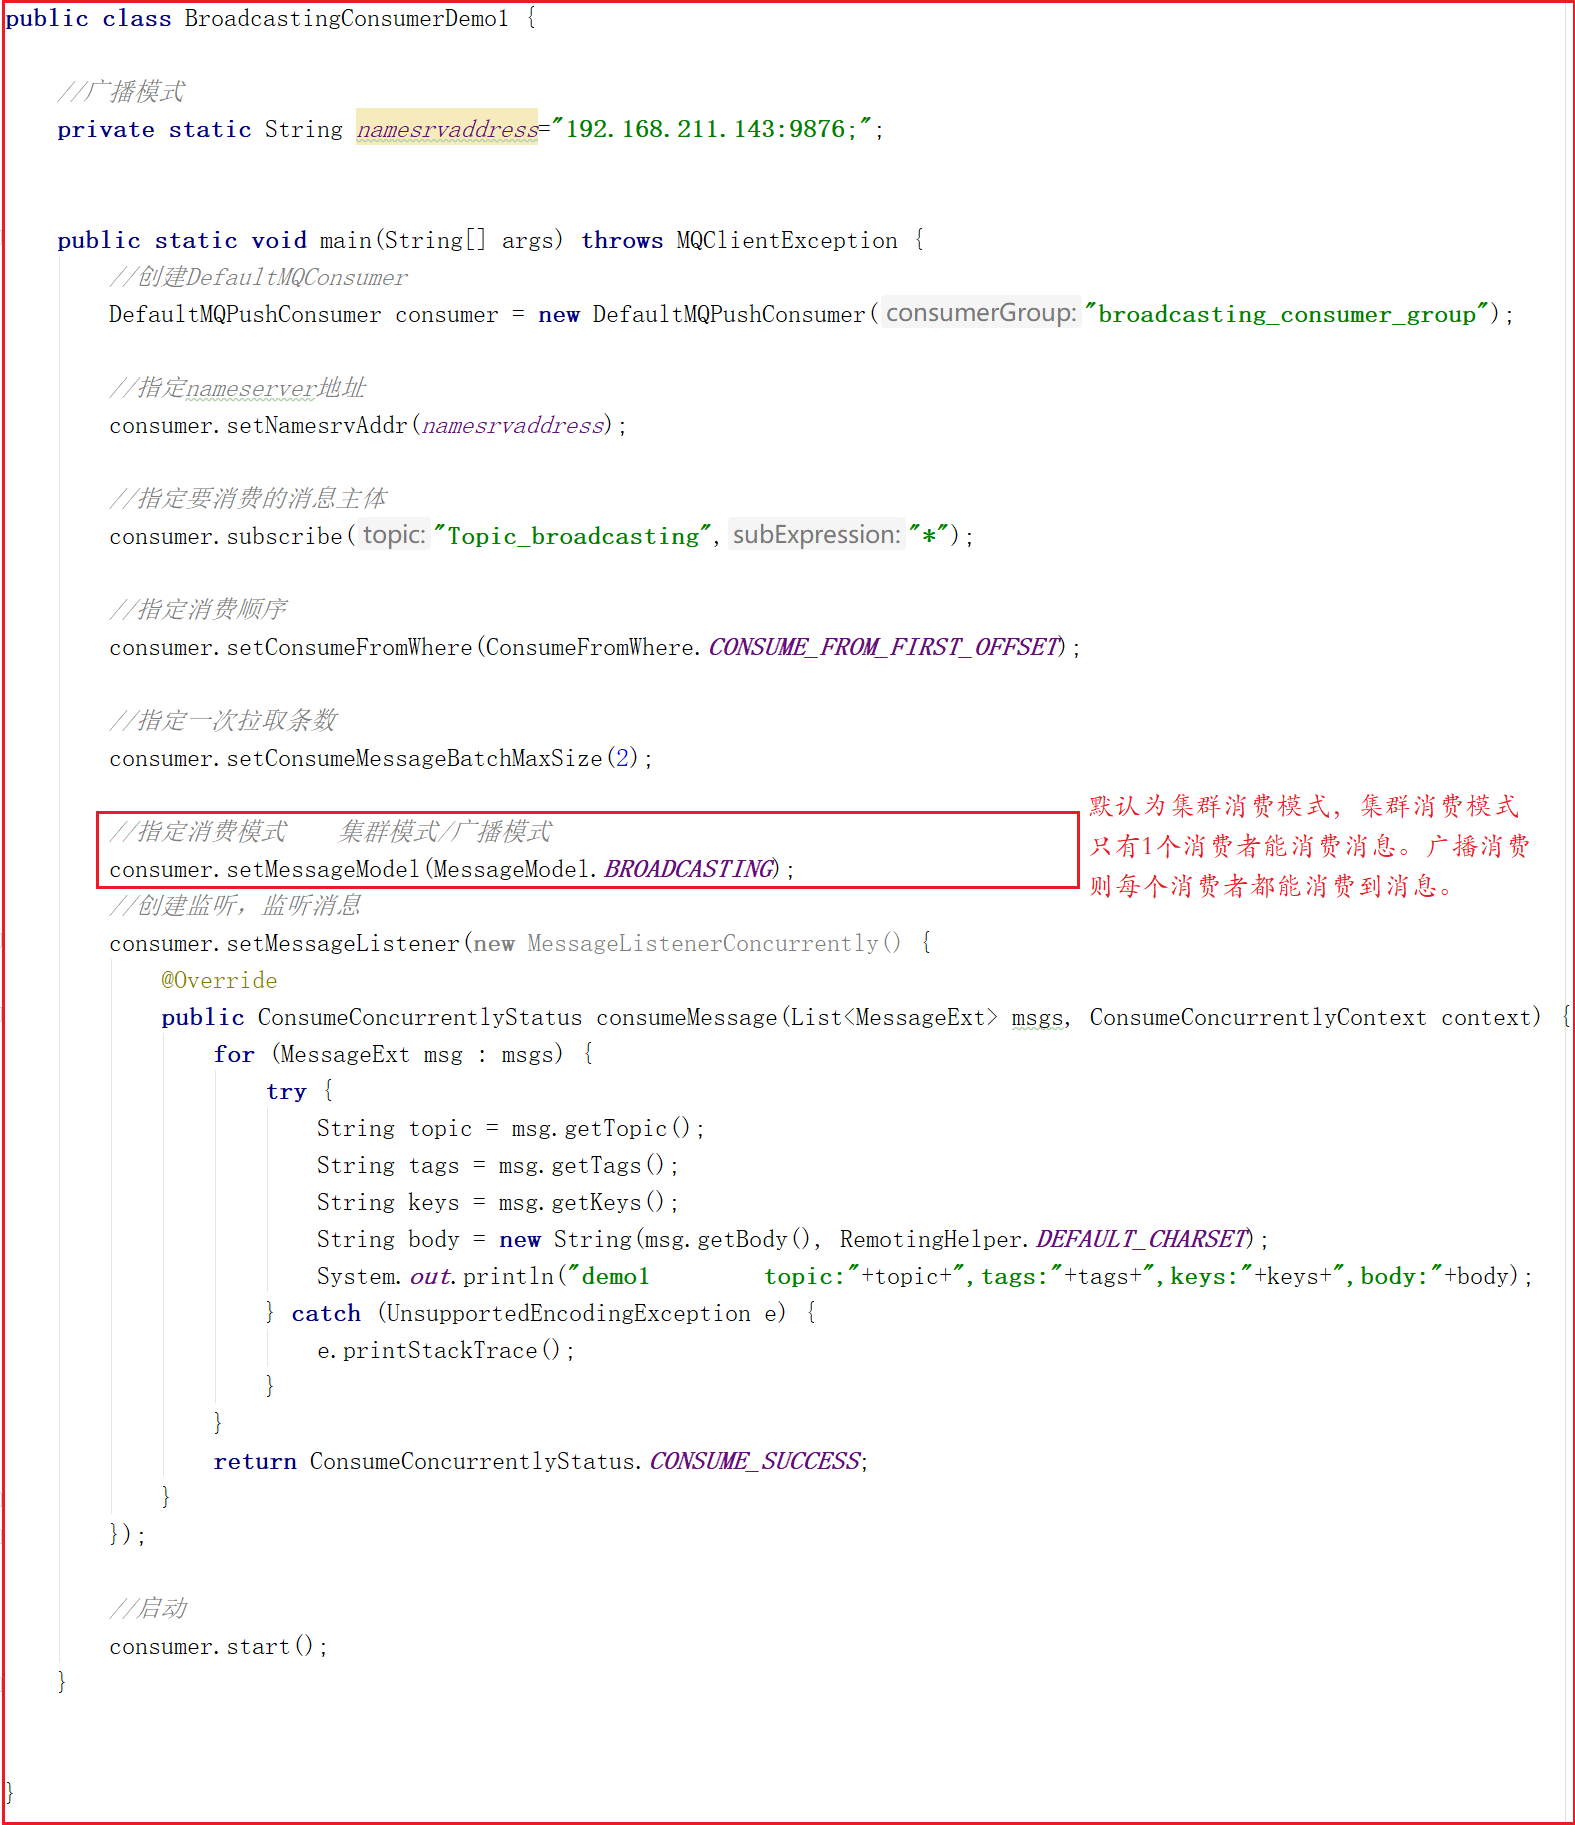 public class BroadcastingConsumerDemo1 {
//广播模式
private static String namesrvaddress="192.168.211.143:9876;";
public static void main(String[] args) throws MQClientException {
//创建DefaultMQConsumer
DefaultMQPushConsumer consumer = new DefaultMQPushConsumer( consumerGroup: "broadcasting_consumer_group");
//指定nameserver地址
consumer.setNamesrvAddr(namesrvaddress);
//指定要消费的消息主体
consumer.subscribe( topic: "Topic_broadcasting", subExpression: "*");
//指定消费顺序
consumer.setConsumeFromWhere(ConsumeFromWhere.CONSUME_FROM_FIRST_OFFSET);
//指定一次拉取条数
consumer.setConsumeMessageBatchMaxSize(2);
//指定消费模式    集群模式/广播模式
consumer.setMessageModel(MessageModel.BROADCASTING);
默认为集群消费模式，集群消费模式
只有1个消费者能消费消息。广播消费
则每个消费者都能消费到消息。
//创建监听，监听消息
consumer.setMessageListener(new MessageListenerConcurrently() {
@Override
public ConsumeConcurrentlyStatus consumeMessage(List<MessageExt> msgs, ConsumeConcurrentlyContext context) {
for (MessageExt msg : msgs) {
try {
String topic = msg.getTopic();
String tags = msg.getTags();
String keys = msg.getKeys();
String body = new String(msg.getBody(), RemotingHelper.DEFAULT_CHARSET);
System.out.println("demo1         topic:"+topic+",tags:"+tags+",keys:"+keys+",body:"+body);
} catch (UnsupportedEncodingException e) {
e.printStackTrace();
}
}
return ConsumeConcurrentlyStatus.CONSUME_SUCCESS;
}
});
//启动
consumer.start();
}
}